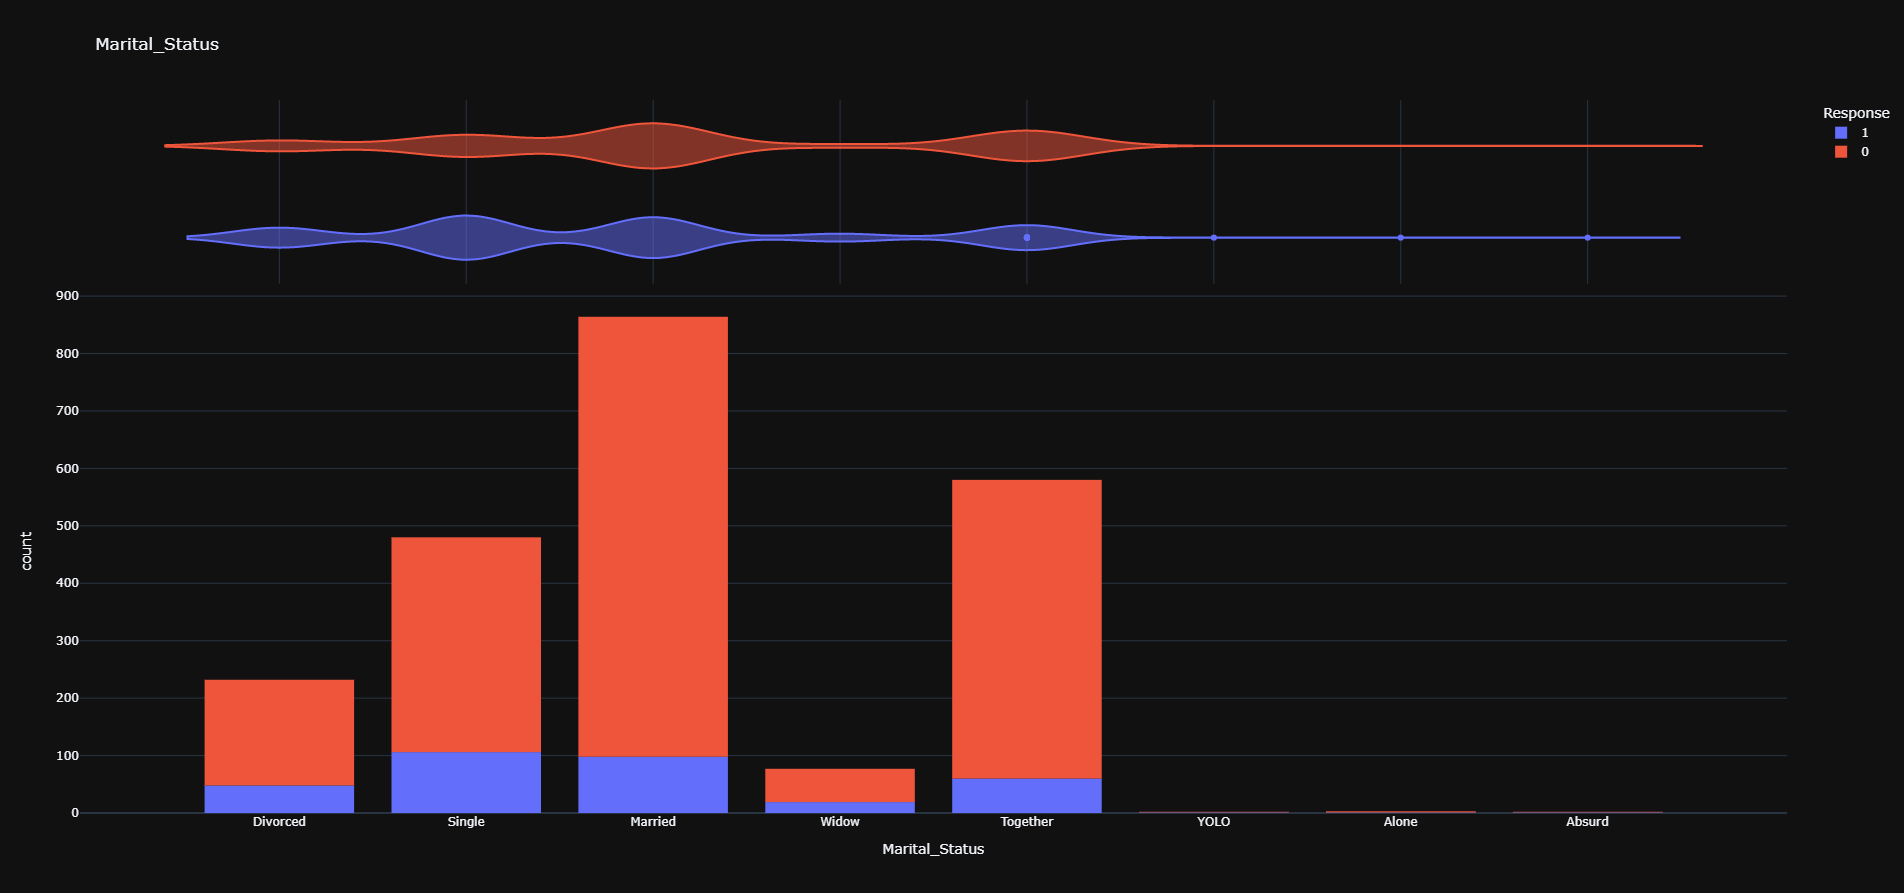 Marital_Status
Response
1
0
900
800
700
600
500
400
300
200
100
0
count
Divorced Single Married Widow Together YOLO Alone Absurd
Marital_Status